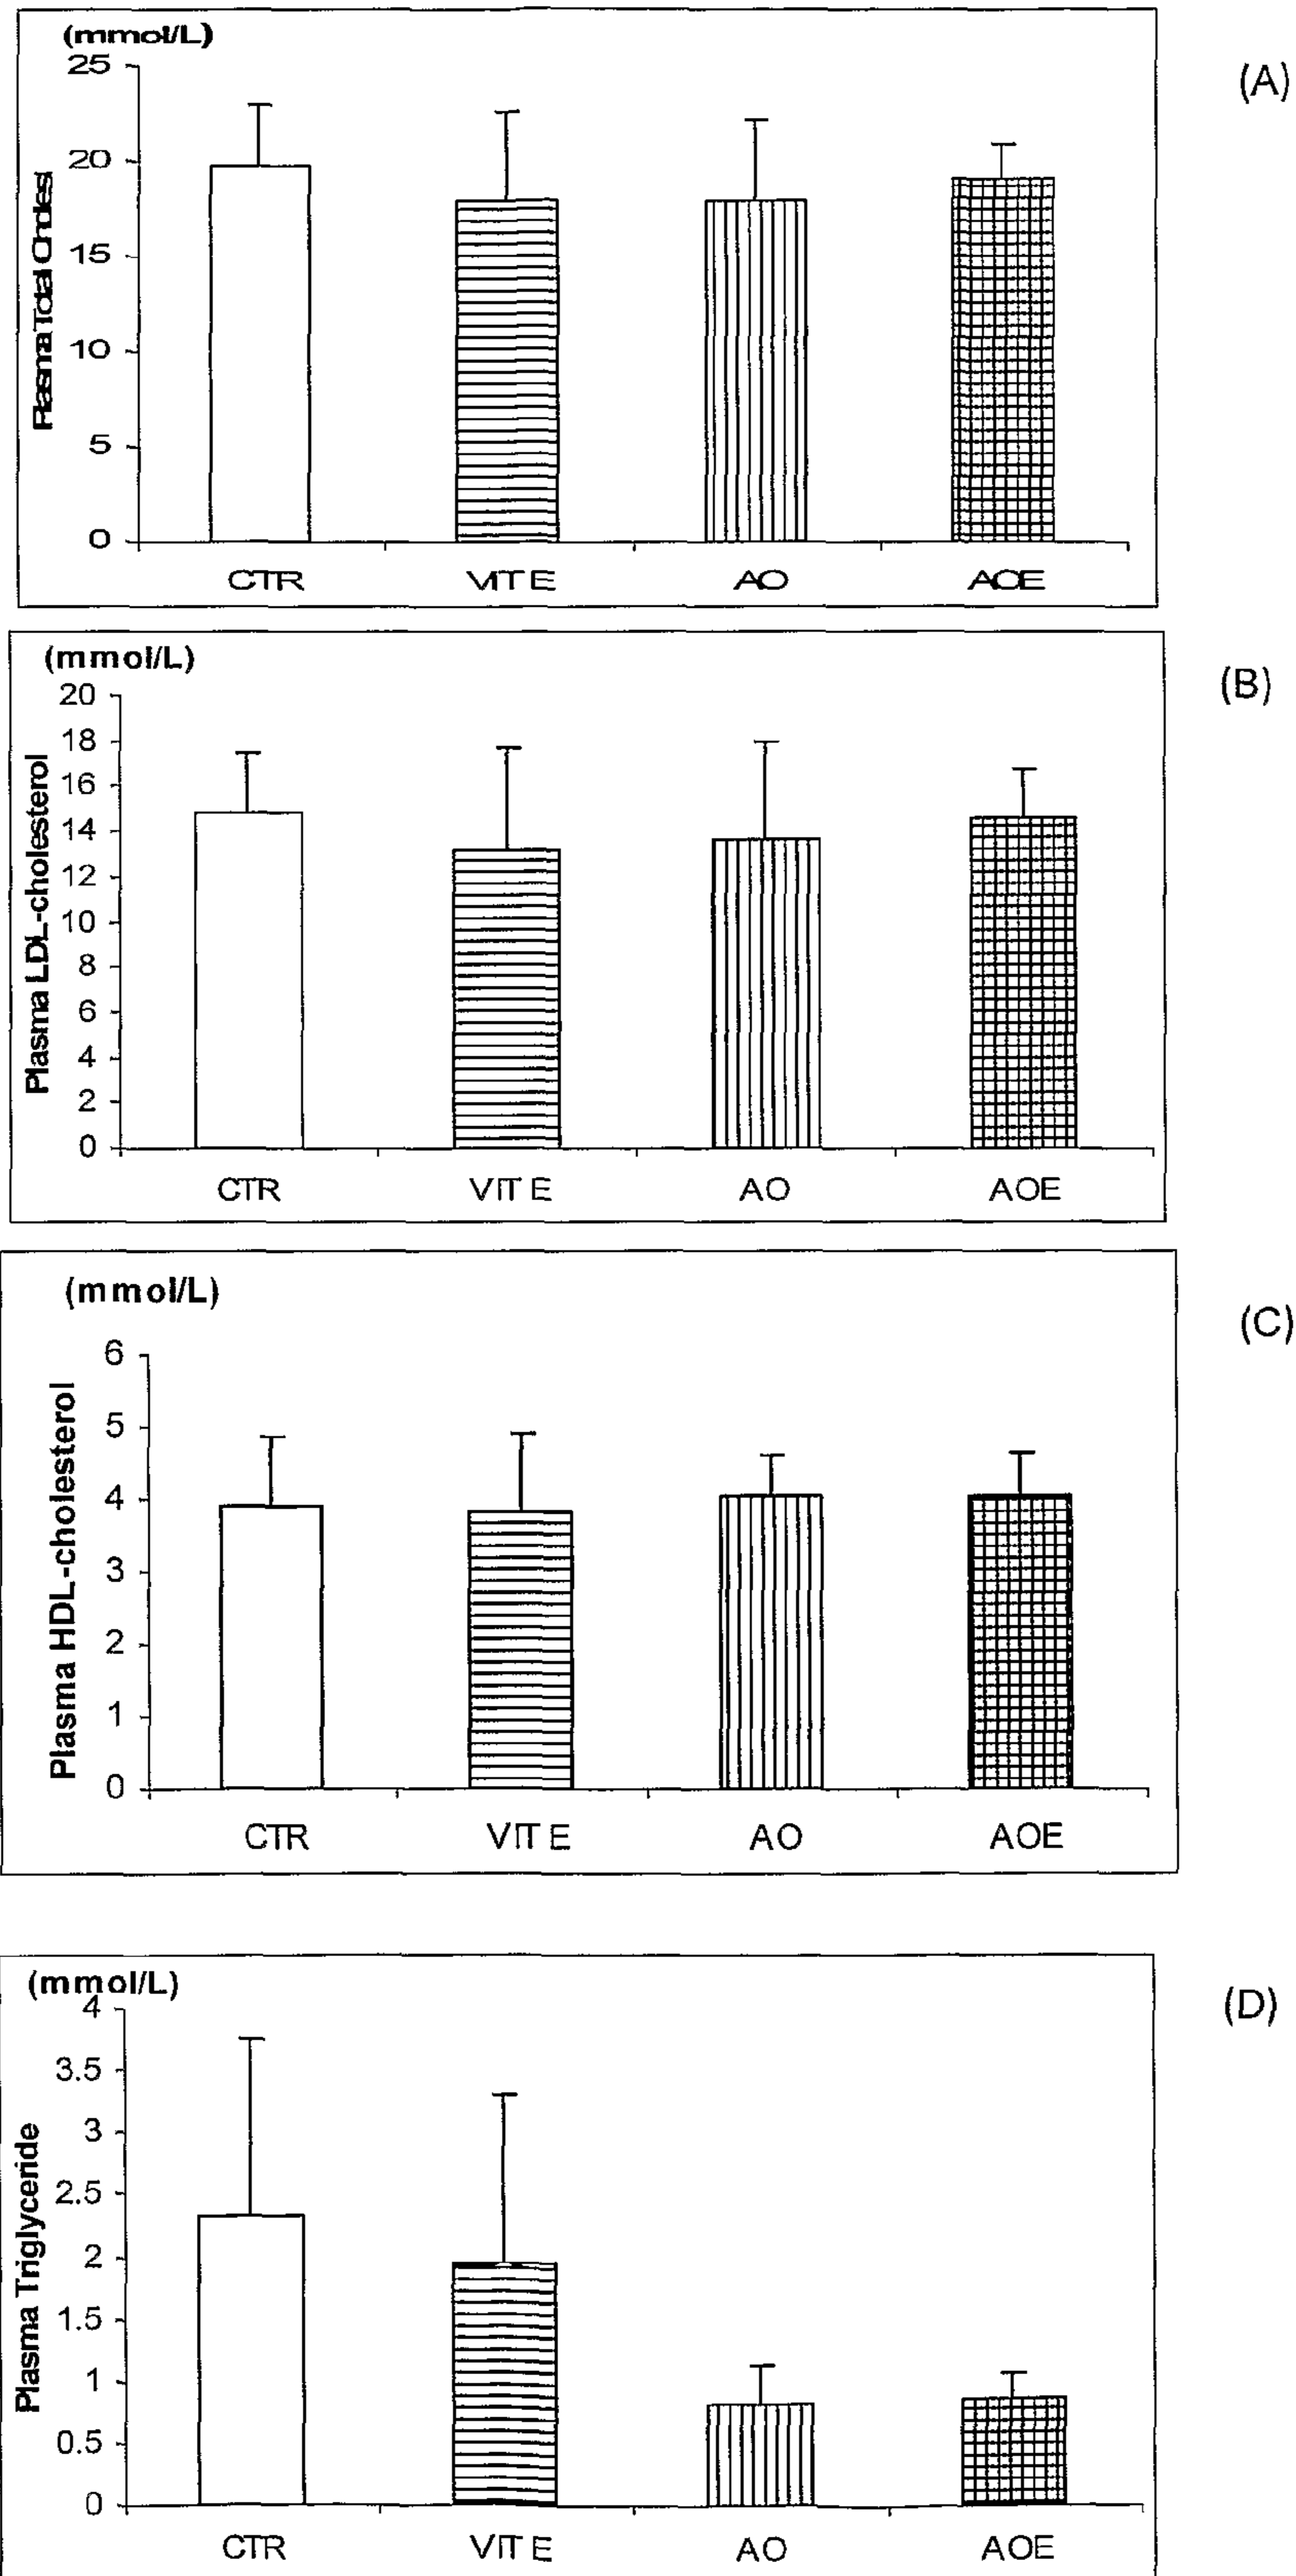 (mmol/L)
(A)
Plasma Total Choles
25
20
15
10
5
0
CTR VIT E AO AOE
(mmol/L)
(B)
Plasma LDL-cholesterol
20
18
16
14
12
10
8
6
4
2
0
CTR VIT E AO AOE
(mmol/L)
(C)
Plasma HDL-cholesterol
6
5
4
3
2
1
0
CTR VIT E AO AOE
(mmol/L)
(D)
Plasma Triglyceride
4
3.5
3
2.5
2
1.5
1
0.5
0
CTR VIT E AO AOE